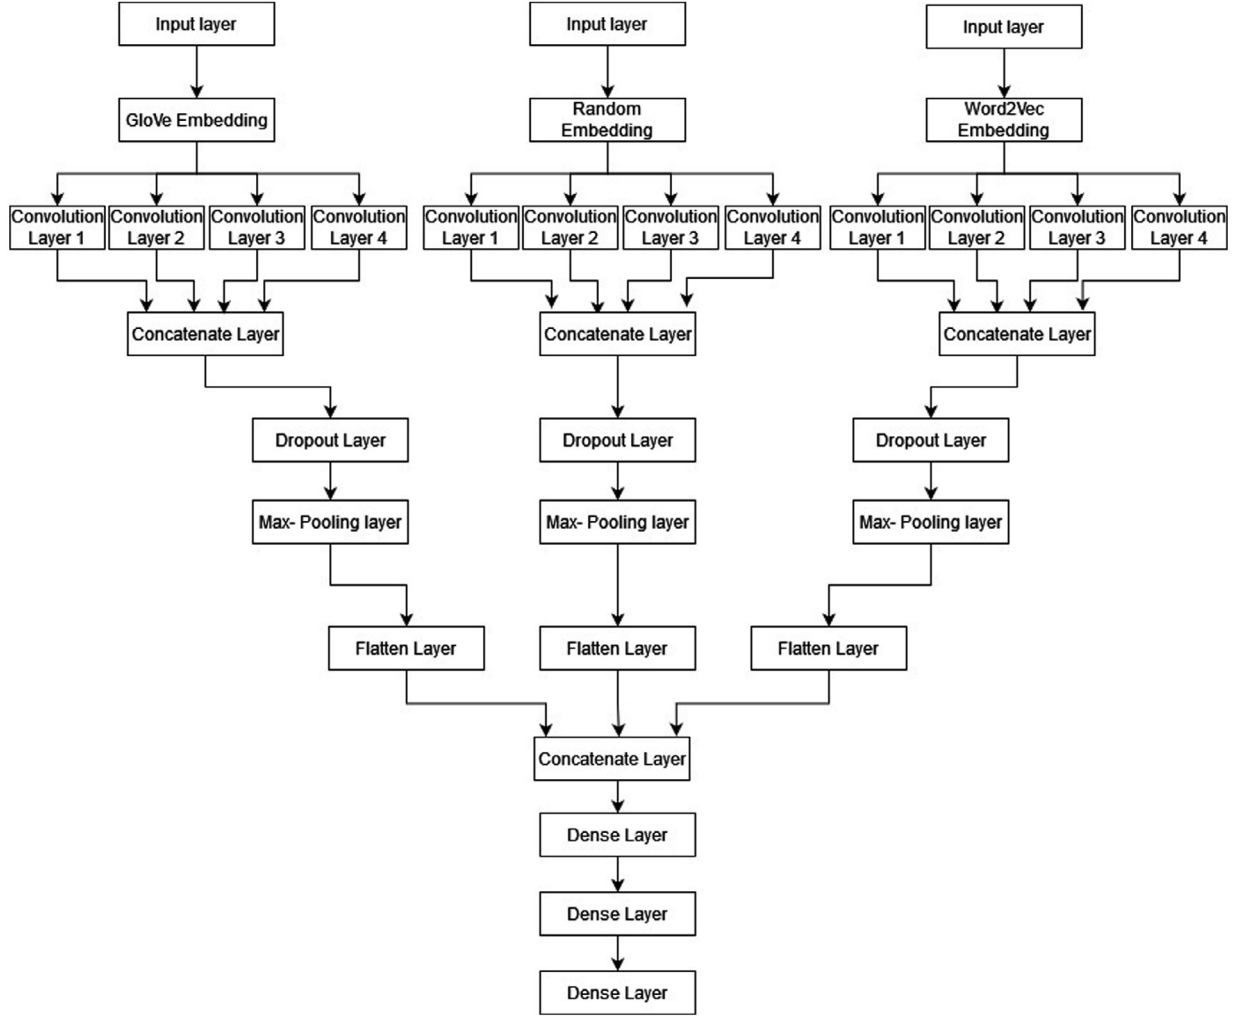 Input layer
Input layer
Input layer
GloVe Embedding
Random
Embedding
Word2Vec
Embedding
Convolution
Layer 1
Convolution
Layer 2
Convolution
Layer 3
Convolution
Layer 4
Convolution
Layer 1
Convolution
Layer 2
Convolution
Layer 3
Convolution
Layer 4
Convolution
Layer 1
Convolution
Layer 2
Convolution
Layer 3
Convolution
Layer 4
Concatenate Layer
Concatenate Layer
Concatenate Layer
Dropout Layer
Dropout Layer
Dropout Layer
Max- Pooling layer
Max- Pooling layer
Max- Pooling layer
Flatten Layer
Flatten Layer
Flatten Layer
Concatenate Layer
Dense Layer
Dense Layer
Dense Layer